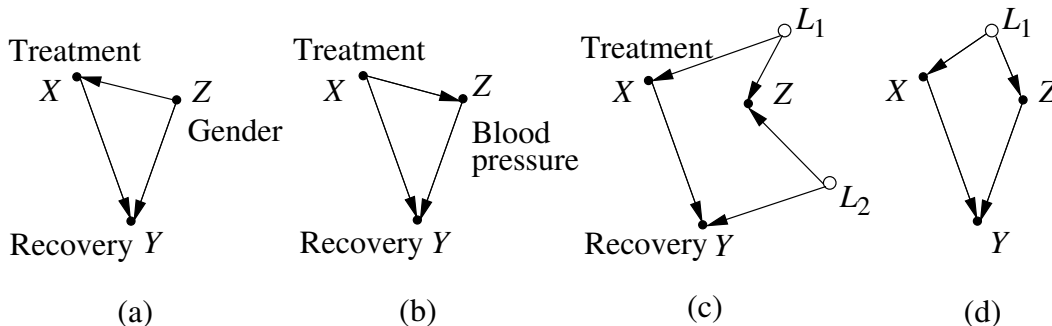 Treatment
X
Z
Gender
Recovery Y
(a)
Treatment
X
Z
Blood
pressure
Recovery Y
(b)
L1
Treatment
X
Z
L2
Recovery Y
(c)
L1
X
Z
Y
(d)